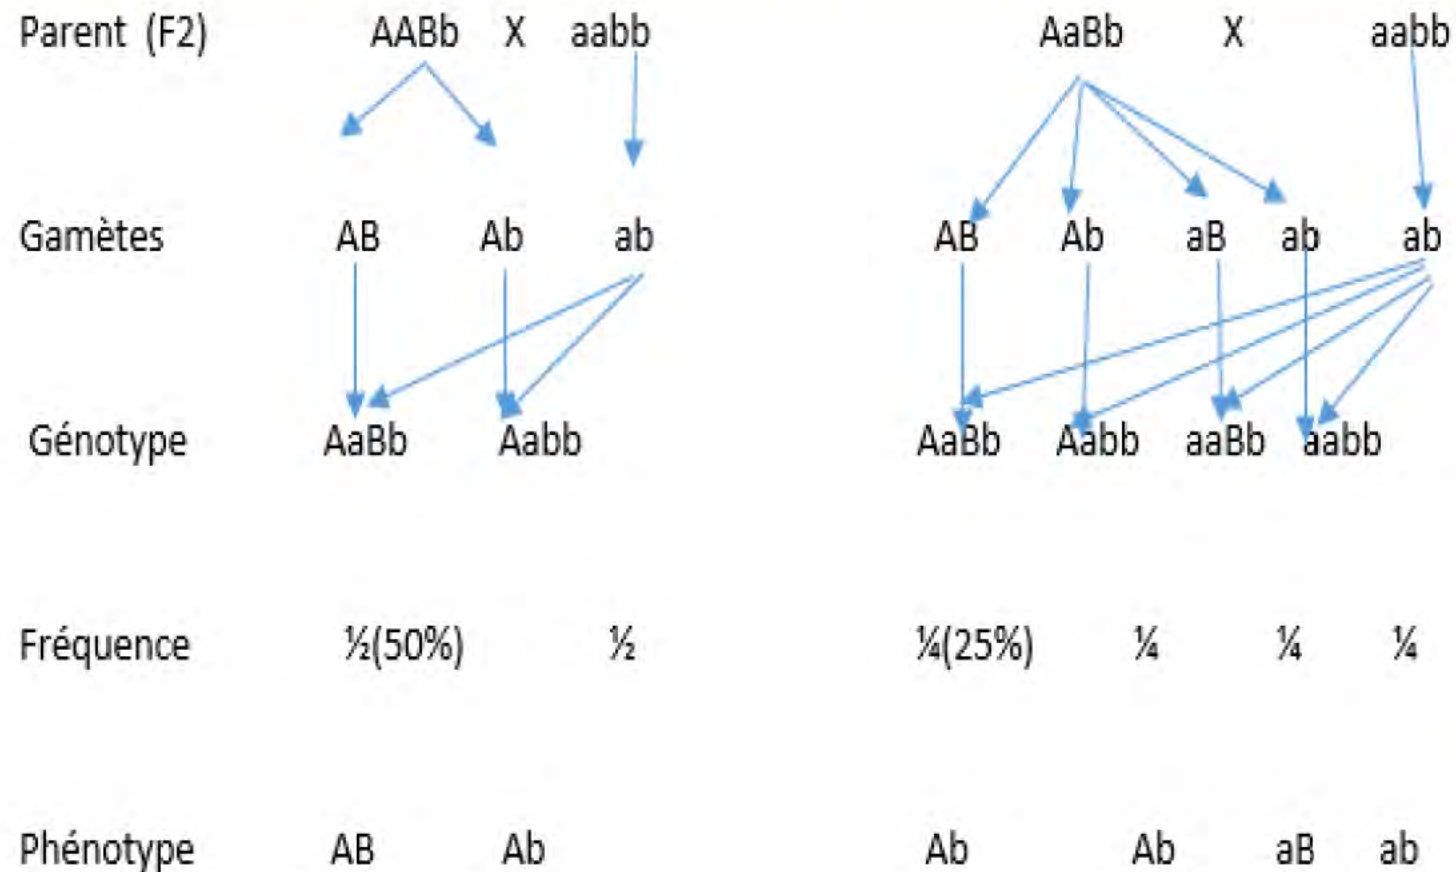 Parent (F2) AABb X aabb AaBb X aabb
Gamètes AB Ab ab AB Ab aB ab ab
Génotype AaBb Aabb AaBb Aabb aaBb aabb
Fréquence ½(50%) ½ ¼(25%) ¼ ¼ ¼
Phénotype AB Ab Ab Ab aB ab